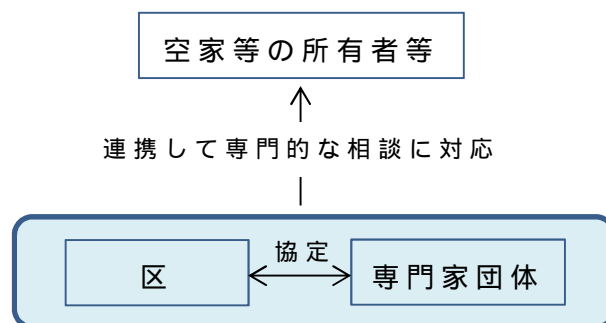 空家等の所有者等
連携して専門的な相談に対応
協定
区
専門家団体